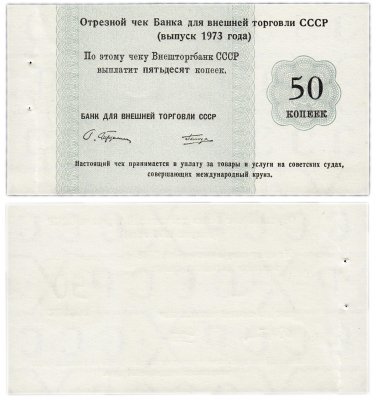 Отрезной чек Банка для внешней торговли СССР
(выпуск 1973 года)
По этому чеку Внешторгбанк СССР
выплатит пятьдесят копеек.
50
КОПЕЕК
БАНК ДЛЯ ВНЕШНЕЙ ТОРГОВЛИ СССР
Настоящий чек принимается в уплату за товары и услуги на советских судах,
совершающих международный круиз.